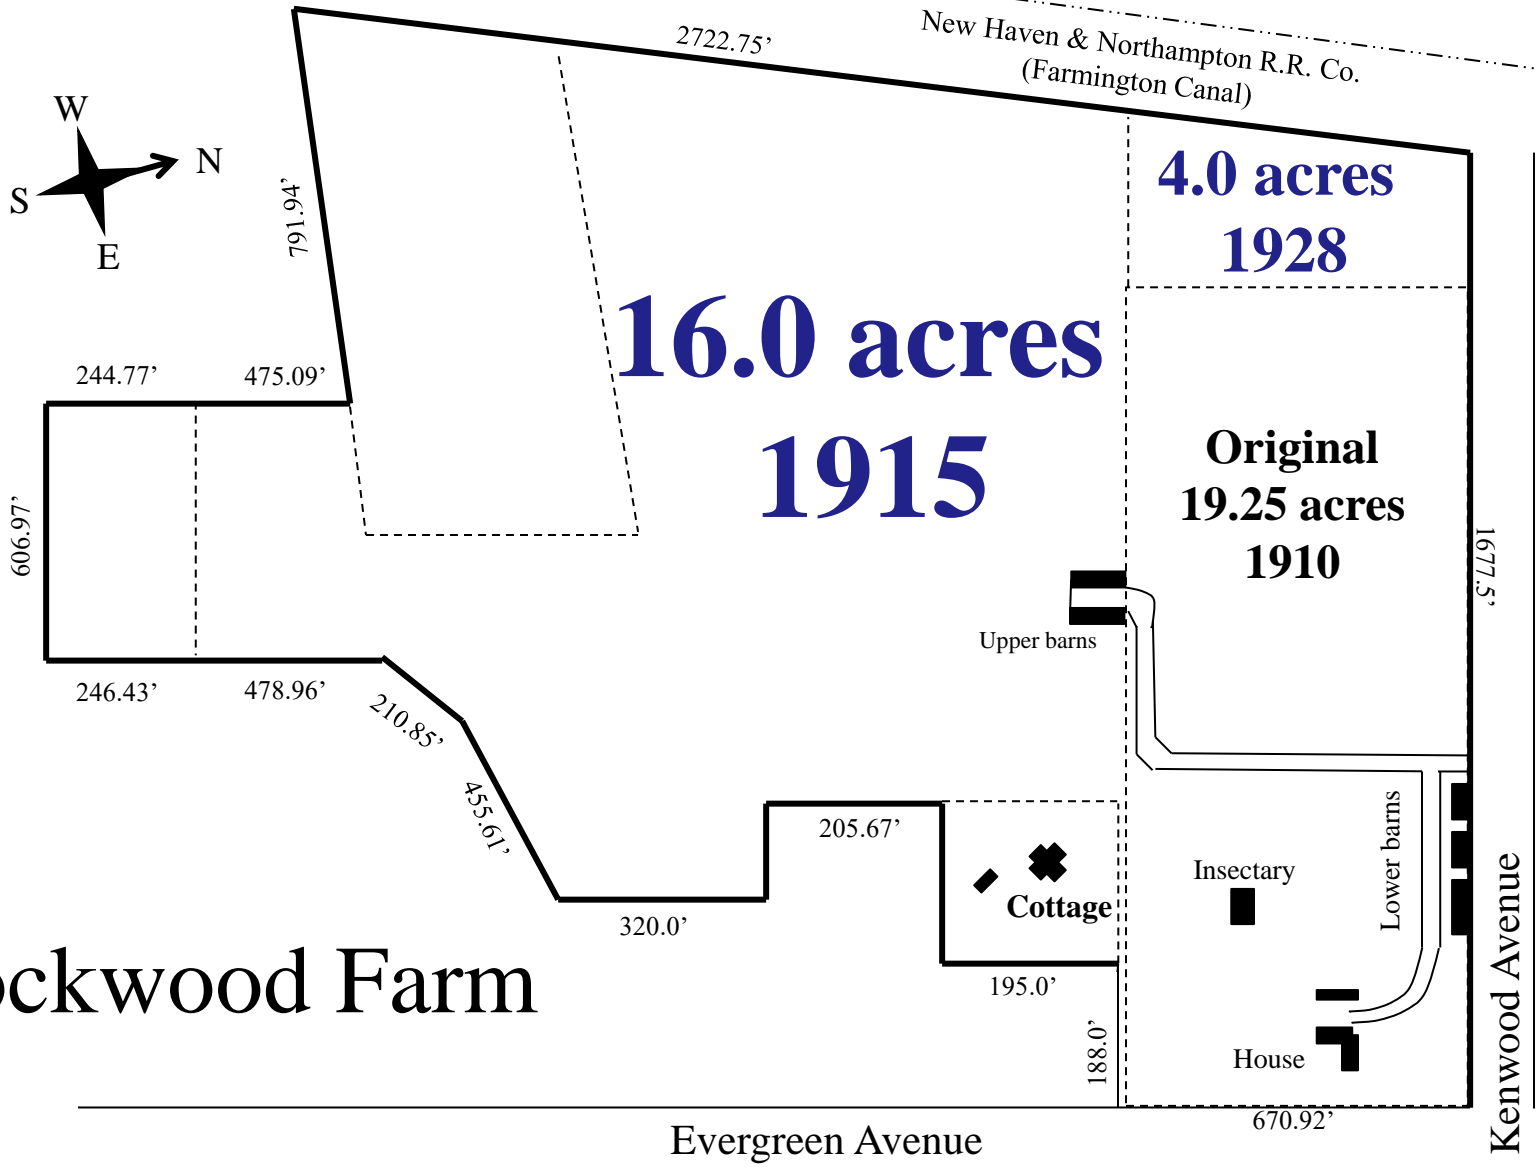 2722.75’
New Haven & Northampton R.R. Co.
(Farmington Canal)
W
N
S
E
791.94’
4.0 acres
1928
16.0 acres
1915
244.77’
475.09’
Original
19.25 acres
1910
606.97’
1677.5’
Upper barns
246.43’
478.96’
210.85’
455.61’
205.67’
Lower barns
Insectary
Cottage
320.0’
ockwood Farm
195.0’
188.0’
House
Kenwood Avenue
670.92’
Evergreen Avenue